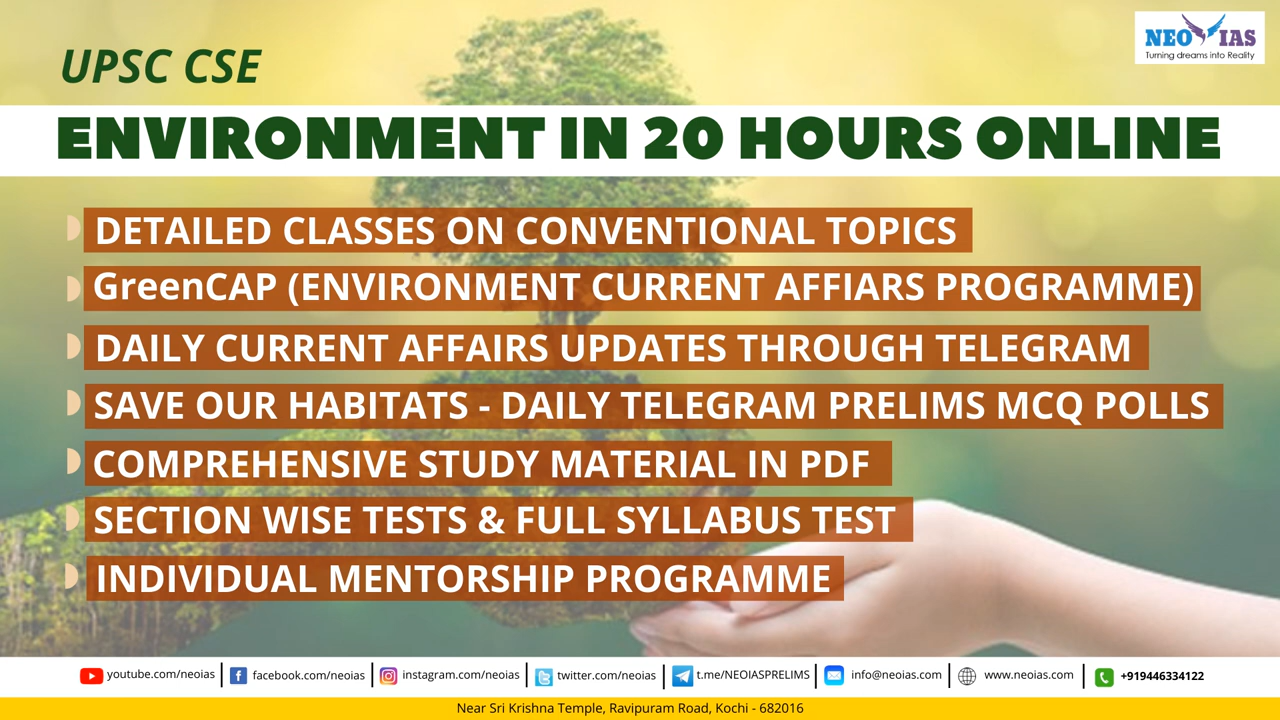 UPSC CSE
NEO IAS
Turning dreams into Reality
ENVIRONMENT IN 20 HOURS ONLINE
DETAILED CLASSES ON CONVENTIONAL TOPICS
GreenCAP (ENVIRONMENT CURRENT AFFIARS PROGRAMME)
DAILY CURRENT AFFAIRS UPDATES THROUGH TELEGRAM
SAVE OUR HABITATS - DAILY TELEGRAM PRELIMS MCQ POLLS
COMPREHENSIVE STUDY MATERIAL IN PDF
SECTION WISE TESTS & FULL SYLLABUS TEST
INDIVIDUAL MENTORSHIP PROGRAMME
youtube.com/neoias facebook.com/neoias instagram.com/neoias twitter.com/neoias t.me/NEOIASPRELIMS info@neoias.com www.neoias.com +919446334122
Near Sri Krishna Temple, Ravipuram Road, Kochi - 682016